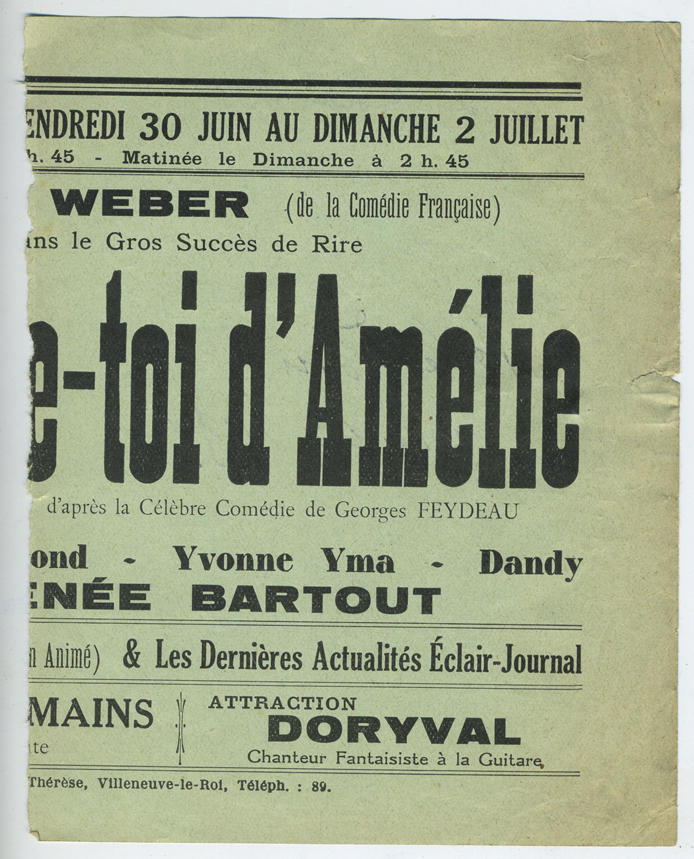 ENDREDI 30 JUIN AU DIMANCHE 2 JUILLET
h. 45 - Matinée le Dimanche à 2 h. 45
WEBER (de la Comédie Française)
ans le Gros Succès de Rire
e-toi d'Amélie
d'après la Célèbre Comédie de Georges FEYDEAU
ond - Yvonne Yma - Dandy
ENÉE BARTOUT
n Animé) & Les Dernières Actualités Éclair-Journal
MAINS
te
ATTRACTION
DORYVAL
Chanteur Fantaisiste à la Guitare
Thérèse, Villeneuve-le-Roi, Téléph. : 89.